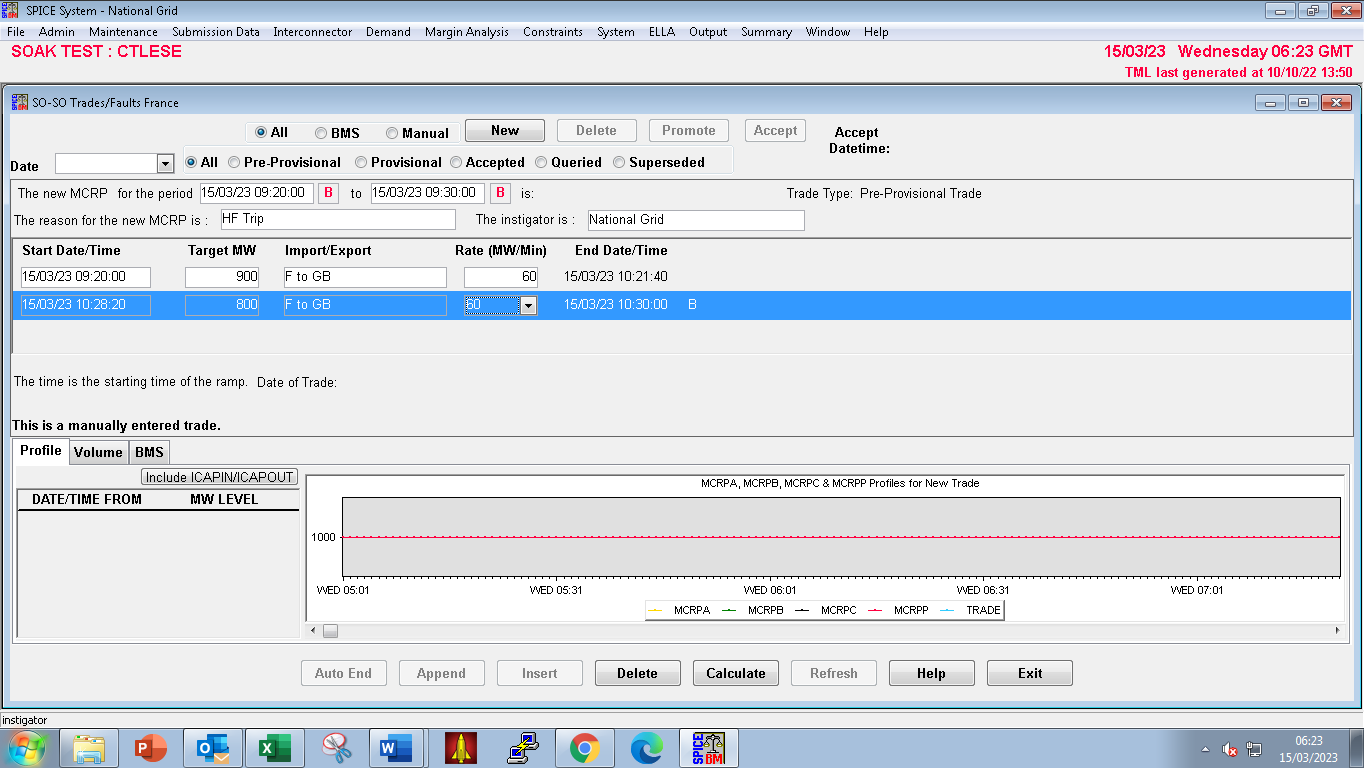 SPICE System - National Grid
File Admin Maintenance Submission Data Interconnector Demand Margin Analysis Constraints System ELLA Output Summary Window Help
SOAK TEST : CTLESE 15/03/23 Wednesday 06:23 GMT
TML last generated at 10/10/22 13:50
SO-SO Trades/Faults France
All BMS Manual New Delete Promote Accept Accept Datetime:
Date All Pre-Provisional Provisional Accepted Queried Superseded
The new MCRP for the period 15/03/23 09:20:00 B to 15/03/23 09:30:00 B is: Trade Type: Pre-Provisional Trade
The reason for the new MCRP is : HF Trip The instigator is : National Grid
Start Date/Time Target MW Import/Export Rate (MW/Min) End Date/Time
15/03/23 09:20:00 900 F to GB 60 15/03/23 10:21:40
15/03/23 10:28:20 800 F to GB 60 15/03/23 10:30:00 B
The time is the starting time of the ramp. Date of Trade:
This is a manually entered trade.
Profile Volume BMS
Include ICAPIN/ICAPOUT
DATE/TIME FROM MW LEVEL
MCRPA, MCRPB, MCRPC & MCRPP Profiles for New Trade
1000
WED 05:01 WED 05:31 WED 06:01 WED 06:31 WED 07:01
MCRPA MCRPB MCRPC MCRPP TRADE
Auto End Append Insert Delete Calculate Refresh Help Exit
instigator
SPICE
BMI
06:23
15/03/2023